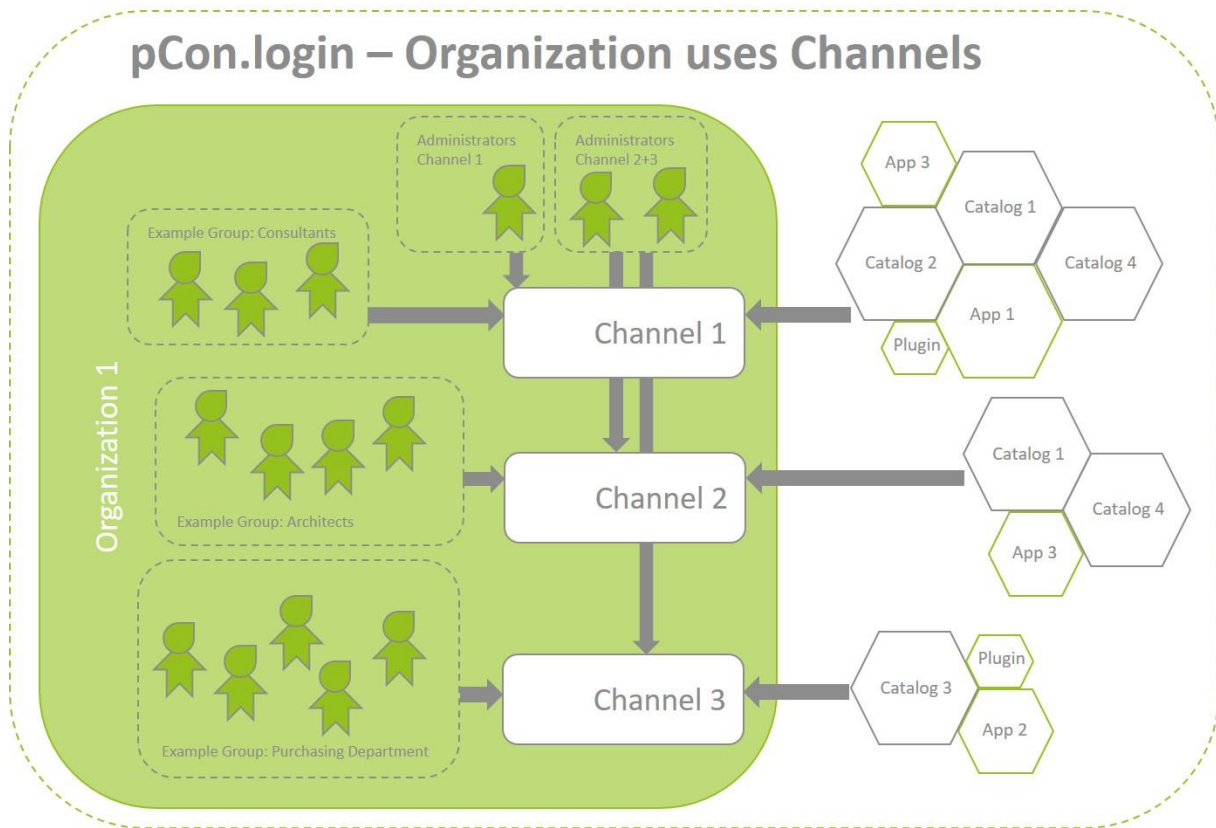 pCon.login – Organization uses Channels
Administrators
Channel 1
Administrators
Channel 2+3
Example Group: Consultants
Organization 1
Channel 1
App 3
Catalog 1
Catalog 2
Catalog 4
App 1
Plugin
Example Group: Architects
Channel 2
Catalog 1
Catalog 4
App 3
Example Group: Purchasing Department
Channel 3
Catalog 3
Plugin
App 2